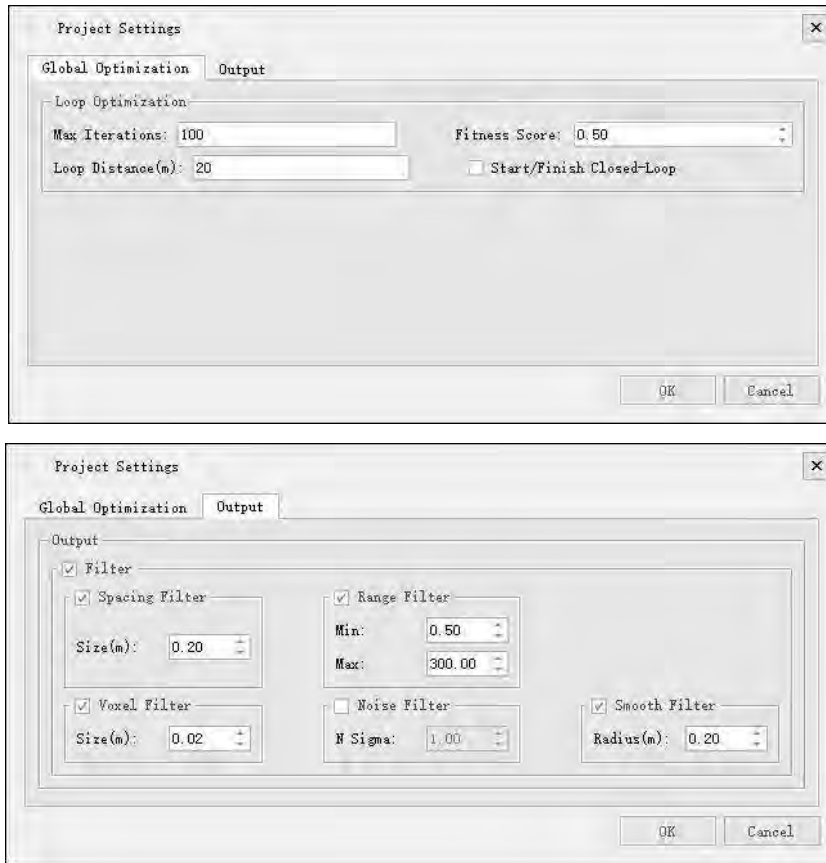 Project Settings
Global Optimization Output
Loop Optimization
Max Iterations: 100 Fitness Score: 0.50
Loop Distance(m): 20 Start/Finish Closed-Loop
OK Cancel
Project Settings
Global Optimization Output
Output
Filter
Spacing Filter Range Filter
Size(m): 0.20 Min: 0.50
Max: 300.00
Voxel Filter Noise Filter Smooth Filter
Size(m): 0.02 N Sigma: 1.00 Radius(m): 0.20
OK Cancel